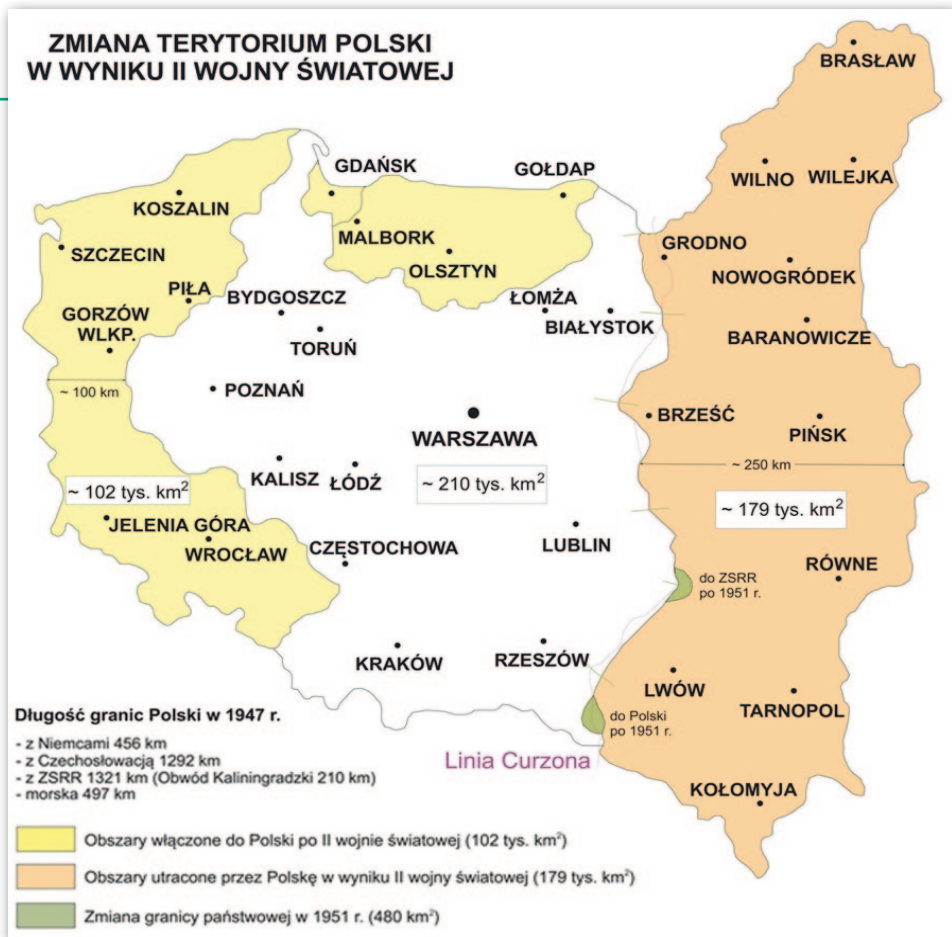 ZMIANA TERYTORIUM POLSKI
W WYNIKU II WOJNY ŚWIATOWEJ
BRASŁAW
GDAŃSK
GOŁDAP
WILNO
WILEJKA
KOSZALIN
MALBORK
GRODNO
SZCZECIN
OLSZTYN
NOWOGRÓDEK
PIŁA
BYDGOSZCZ
ŁOMŻA
GORZÓW
WLKP.
TORUŃ
BIAŁYSTOK
BARANOWICZE
~ 100 km
POZNAŃ
WARSZAWA
BRZEŚĆ
PIŃSK
KALISZ
ŁÓDŹ
~ 250 km
~ 102 tys. km²
~ 210 tys. km²
~ 179 tys. km²
JELENIA GÓRA
WROCŁAW
CZĘSTOCHOWA
LUBLIN
RÓWNE
do ZSRR
po 1951 r.
KRAKÓW
RZESZÓW
LWÓW
TARNOPOL
do Polski
po 1951 r.
Linia Curzona
KOŁOMYJA
Długość granic Polski w 1947 r.
- z Niemcami 456 km
- z Czechosłowacją 1292 km
- z ZSRR 1321 km (Obwód Kaliningradzki 210 km)
- morska 497 km
Obszary włączone do Polski po II wojnie światowej (102 tys. km²)
Obszary utracone przez Polskę w wyniku II wojny światowej (179 tys. km²)
Zmiana granicy państwowej w 1951 r. (480 km²)